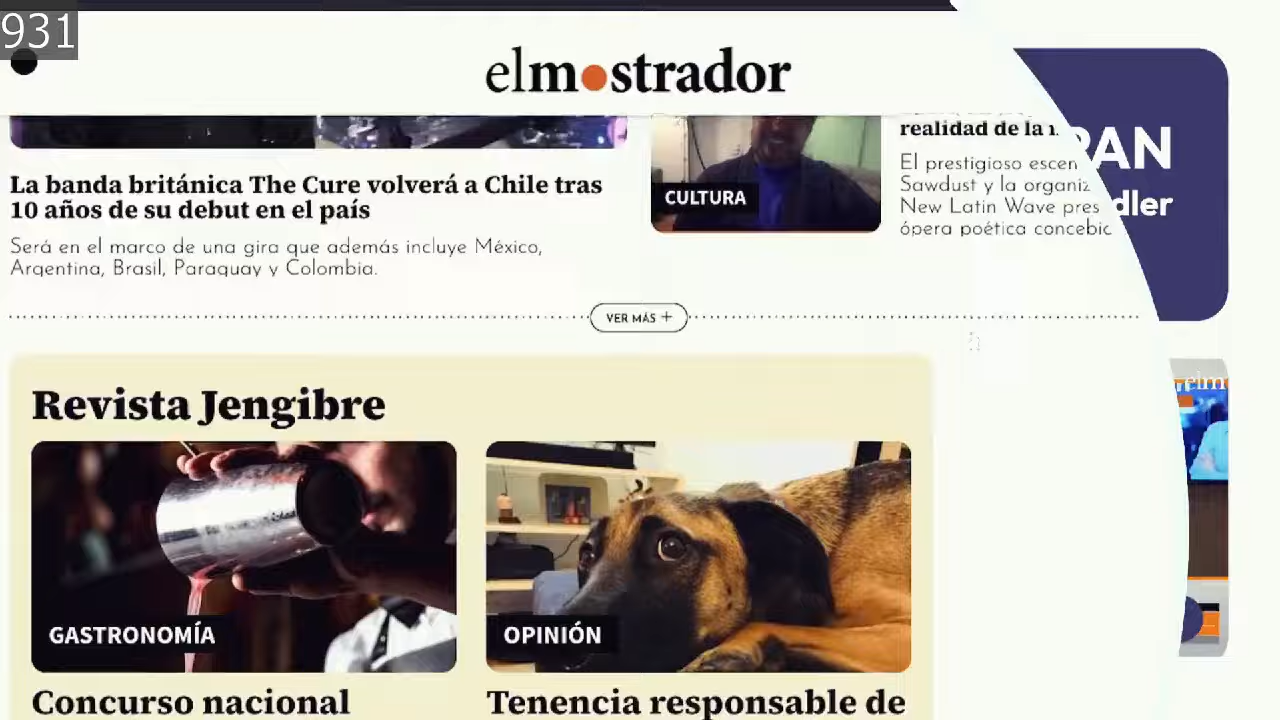 931
elmostrador
La banda británica The Cure volverá a Chile tras
10 años de su debut en el país
Será en el marco de una gira que además incluye México,
Argentina, Brasil, Paraguay y Colombia.
CULTURA
realidad de la
El prestigioso escen
Sawdust y la organiz
New Latin Wave pres
ópera poética concebic
PAN
dler
VER MÁS +
Revista Jengibre
GASTRONOMÍA
OPINIÓN
Concurso nacional
Tenencia responsable de
elm